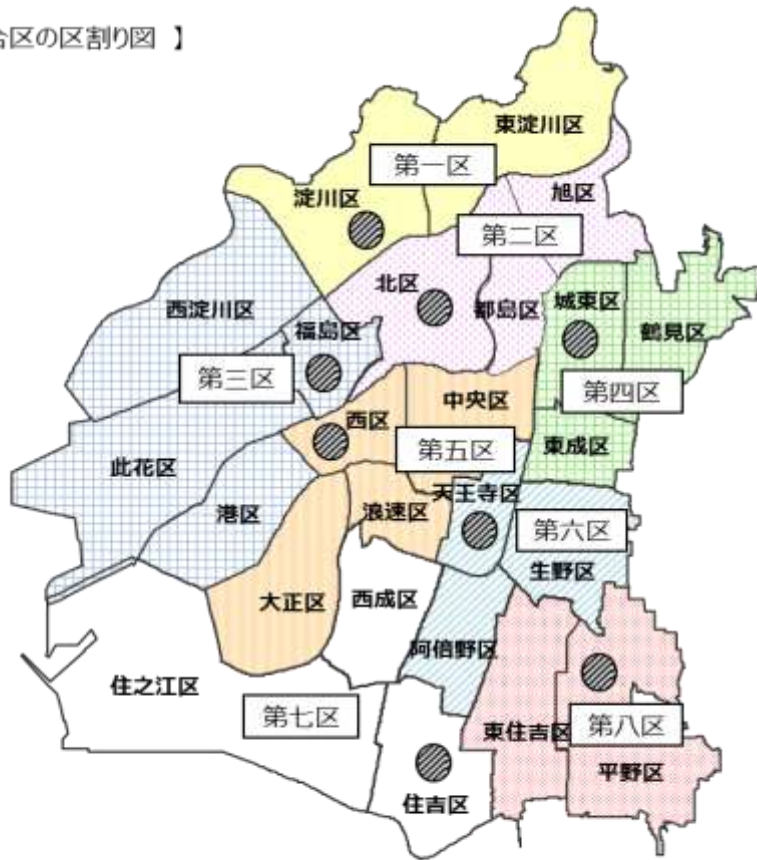 合区の区割り図 】
東淀川区
第一区
淀川区
旭区
第二区
北区
都島区
城東区
西淀川区
福島区
鶴見区
第三区
第四区
中央区
西区
第五区
東成区
此花区
天王寺区
港区
浪速区
第六区
生野区
大正区
西成区
阿倍野区
住之江区
第七区
東住吉区
第八区
平野区
住吉区